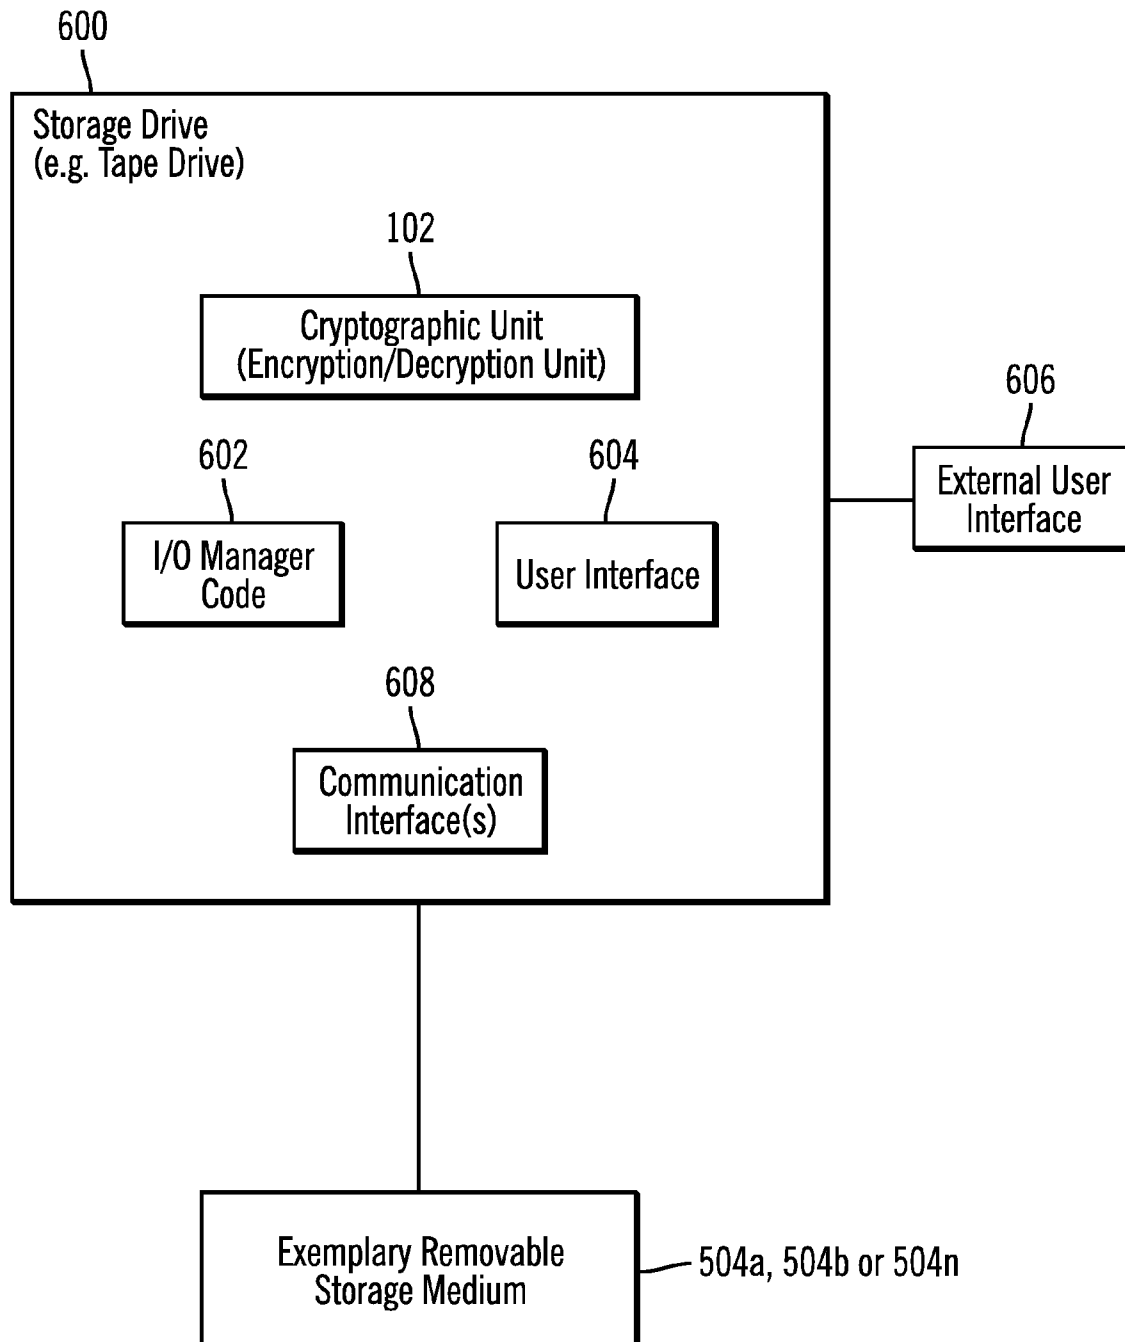 600
Storage Drive
(e.g. Tape Drive)
102
Cryptographic Unit
(Encryption/Decryption Unit)
606
External User
Interface
602
604
I/O Manager
Code
User Interface
608
Communication
Interface(s)
Exemplary Removable
Storage Medium
504a, 504b or 504n